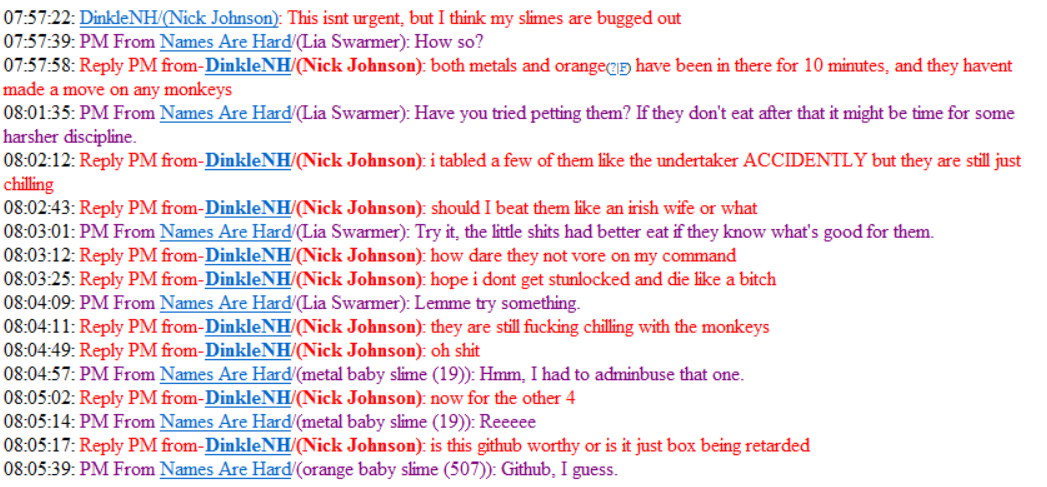 07:57:22: DinkleNH/(Nick Johnson): This isnt urgent, but I think my slimes are bugged out
07:57:39: PM From Names Are Hard/(Lia Swarmer): How so?
07:57:58: Reply PM from-DinkleNH/(Nick Johnson): both metals and orange(?|F) have been in there for 10 minutes, and they havent
made a move on any monkeys
08:01:35: PM From Names Are Hard/(Lia Swarmer): Have you tried petting them? If they don't eat after that it might be time for some
harsher discipline.
08:02:12: Reply PM from-DinkleNH/(Nick Johnson): i tabled a few of them like the undertaker ACCIDENTLY but they are still just
chilling
08:02:43: Reply PM from-DinkleNH/(Nick Johnson): should I beat them like an irish wife or what
08:03:01: PM From Names Are Hard/(Lia Swarmer): Try it, the little shits had better eat if they know what's good for them.
08:03:12: Reply PM from-DinkleNH/(Nick Johnson): how dare they not vore on my command
08:03:25: Reply PM from-DinkleNH/(Nick Johnson): hope i dont get stunlocked and die like a bitch
08:04:09: PM From Names Are Hard/(Lia Swarmer): Lemme try something.
08:04:11: Reply PM from-DinkleNH/(Nick Johnson): they are still fucking chilling with the monkeys
08:04:49: Reply PM from-DinkleNH/(Nick Johnson): oh shit
08:04:57: PM From Names Are Hard/(metal baby slime (19)): Hmm, I had to adminbuse that one.
08:05:02: Reply PM from-DinkleNH/(Nick Johnson): now for the other 4
08:05:14: PM From Names Are Hard/(metal baby slime (19)): Reeeee
08:05:17: Reply PM from-DinkleNH/(Nick Johnson): is this github worthy or is it just box being retarded
08:05:39: PM From Names Are Hard/(orange baby slime (507)): Github, I guess.